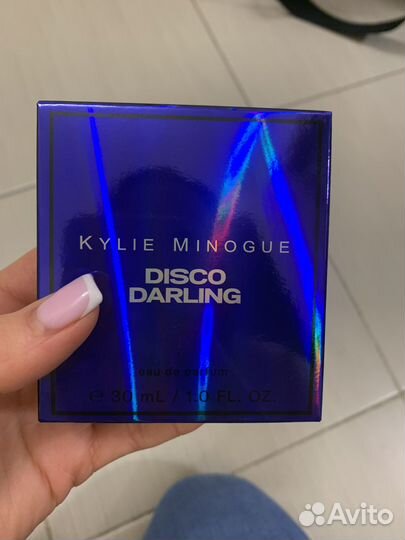 KYLIE MINOGUE
DISCO
DARLING
eau de parfum
℮ 30 mL / 1.0 FL. OZ.
Avito